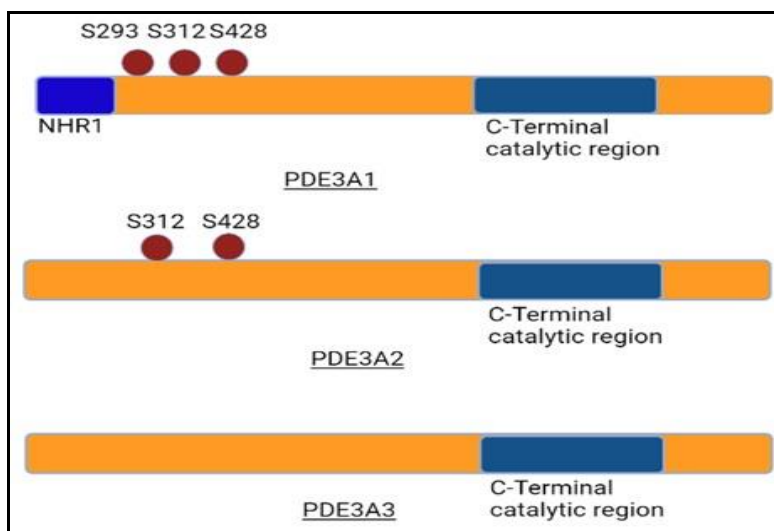 S293 S312 S428
NHR1
C-Terminal
catalytic region
PDE3A1
S312 S428
C-Terminal
catalytic region
PDE3A2
C-Terminal
catalytic region
PDE3A3